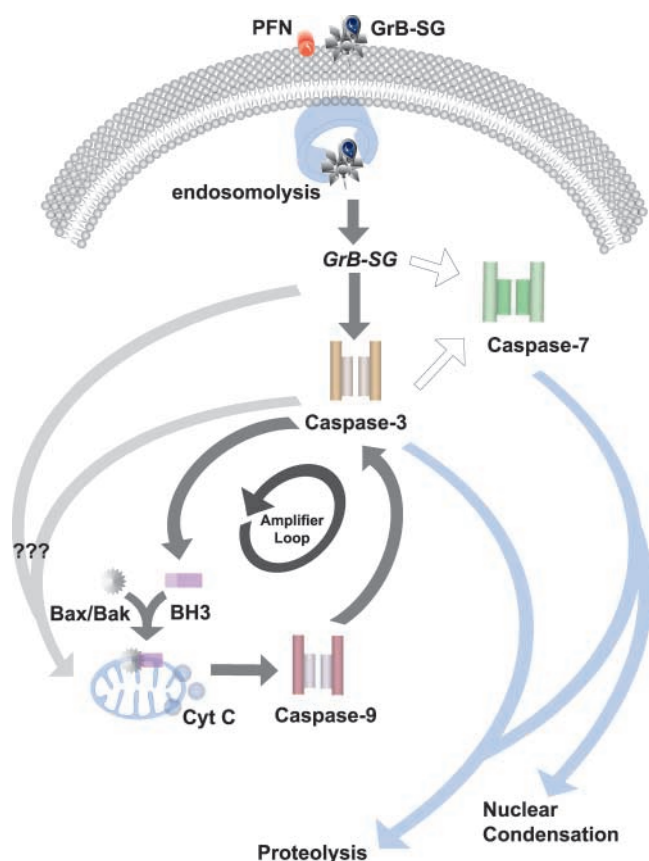 PFN GrB-SG
endosomolysis
GrB-SG
Caspase-7
Caspase-3
Amplifier
Loop
???
Bax/Bak BH3
Cyt C
Caspase-9
Nuclear
Condensation
Proteolysis